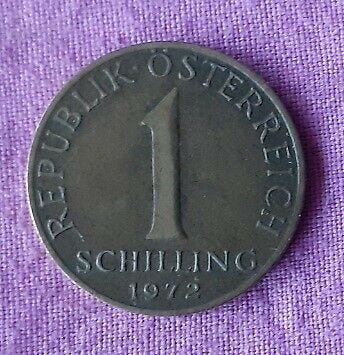 REPUBLIK · ÖSTERREICH
1
SCHILLING
1972